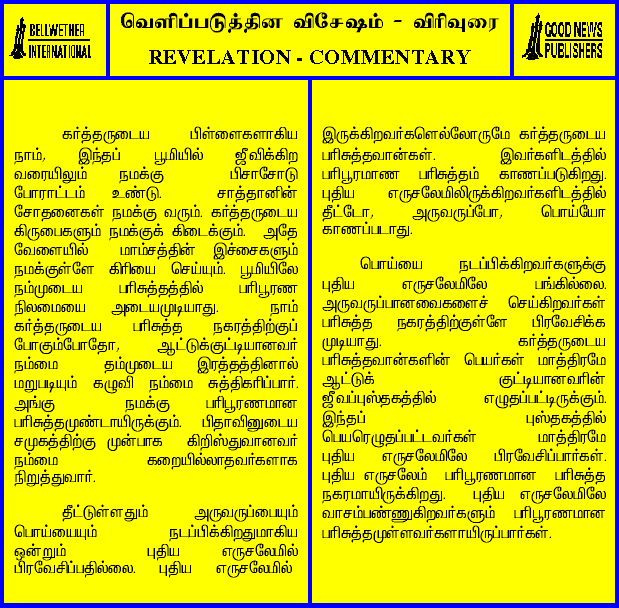 BELLWETHER
INTERNATIONAL
வெளிப்படுத்தின விசேஷம் - விரிவுரை
REVELATION - COMMENTARY
GOOD NEWS
PUBLISHERS
கர்த்தருடைய பிள்ளைகளாகிய
நாம், இந்தப் பூமியில் ஜீவிக்கிற
வரையிலும் நமக்கு பிசாசோடு
போராட்டம் உண்டு. சாத்தானின்
சோதனைகள் நமக்கு வரும். கர்த்தருடைய
கிருபைகளும் நமக்குக் கிடைக்கும். அதே
வேளையில் மாம்சத்தின் இச்சைகளும்
நமக்குள்ளே கிரியை செய்யும். பூமியிலே
நம்முடைய பரிசுத்தத்தில் பரிபூரண
நிலமையை அடையமுடியாது. நாம்
கர்த்தருடைய பரிசுத்த நகரத்திற்குப்
போகும்போதோ, ஆட்டுக்குட்டியானவர்
நம்மை தம்முடைய இரத்தத்தினால்
மறுபடியும் கழுவி நம்மை சுத்திகரிப்பார்.
அங்கு நமக்கு பரிபூரணமான
பரிசுத்தமுண்டாயிருக்கும். பிதாவினுடைய
சமுகத்திற்கு முன்பாக கிறிஸ்துவானவர்
நம்மை கறையில்லாதவர்களாக
நிறுத்துவார்.
தீட்டுள்ளதும் அருவருப்பையும்
பொய்யையும் நடப்பிக்கிறதுமாகிய
ஒன்றும் புதிய எருசலேமில்
பிரவேசிப்பதில்லை. புதிய எருசலேமில்
இருக்கிறவர்களெல்லோருமே கர்த்தருடைய
பரிசுத்தவான்கள். இவர்களிடத்தில்
பரிபூரமாண பரிசுத்தம் காணப்படுகிறது.
புதிய எருசலேமிலிருக்கிறவர்களிடத்தில்
தீட்டோ, அருவருப்போ, பொய்யோ
காணப்படாது.
பொய்யை நடப்பிக்கிறவர்களுக்கு
புதிய எருசலேமிலே பங்கில்லை.
அருவருப்பானவைகளைச் செய்கிறவர்கள்
பரிசுத்த நகரத்திற்குள்ளே பிரவேசிக்க
முடியாது. கர்த்தருடைய
பரிசுத்தவான்களின் பெயர்கள் மாத்திரமே
ஆட்டுக் குட்டியானவரின்
ஜீவப்புஸ்தகத்தில் எழுதப்பட்டிருக்கும்.
இந்தப் புஸ்தகத்தில்
பெயரெழுதப்பட்டவர்கள் மாத்திரமே
புதிய எருசலேமிலே பிரவேசிப்பார்கள்.
புதிய எருசலேம் பரிபூரணமான பரிசுத்த
நகரமாயிருக்கிறது. புதிய எருசலேமிலே
வாசம்பண்ணுகிறவர்களும் பரிபூரணமான
பரிசுத்தமுள்ளவர்களாயிருப்பார்கள்.